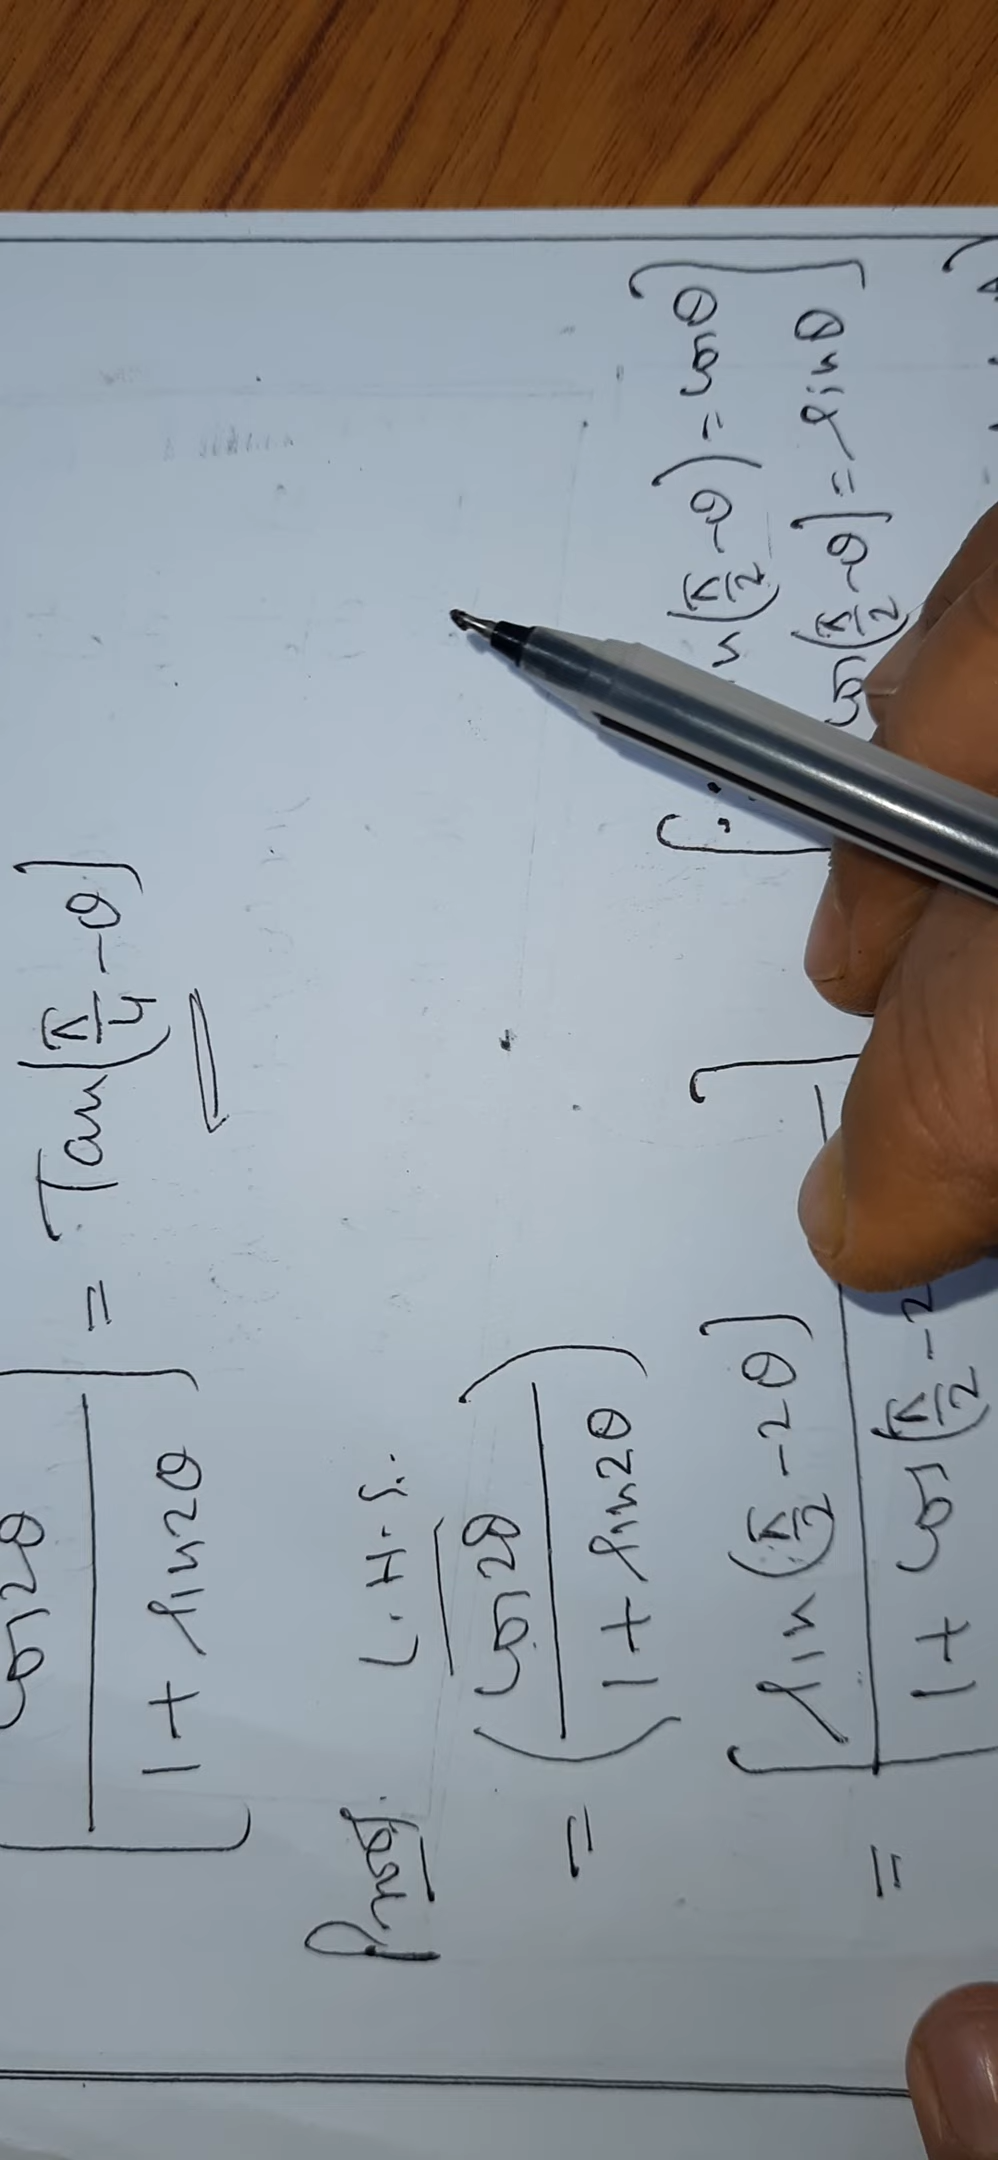 [cos2θ / 1 + sin2θ] = Tan(π/4 - θ)
Proof. L.H.S.
= (cos2θ / 1 + sin2θ)
= [sin(π/2 - 2θ) / 1 + cos(π/2 - 2
(π/2 - θ) = cosθ
cos(π/2 - θ) = sinθ]